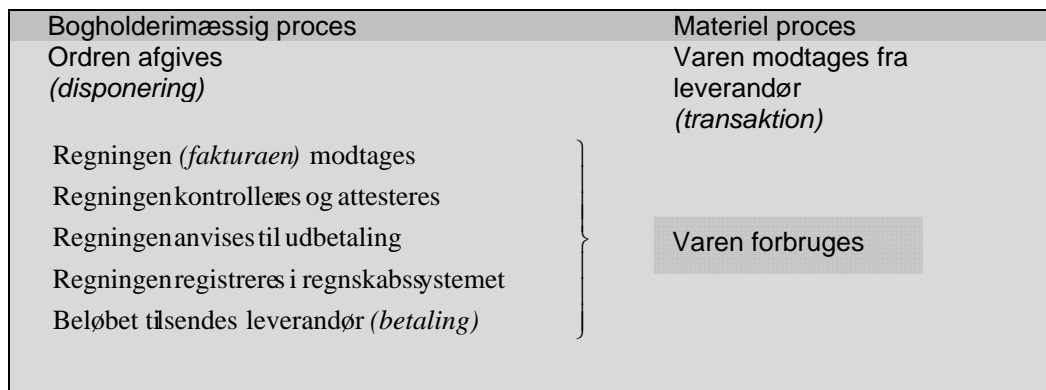 Bogholderimæssig proces
Materiel proces
Ordren afgives
(disponering)
Varen modtages fra
leverandør
(transaktion)
Regningen (fakturaen) modtages
Regningen kontrolleres og attesteres
Regningen anvises til udbetaling
Regningen registreres i regnskabssystemet
Beløbet tilsendes leverandør (betaling)
Varen forbruges